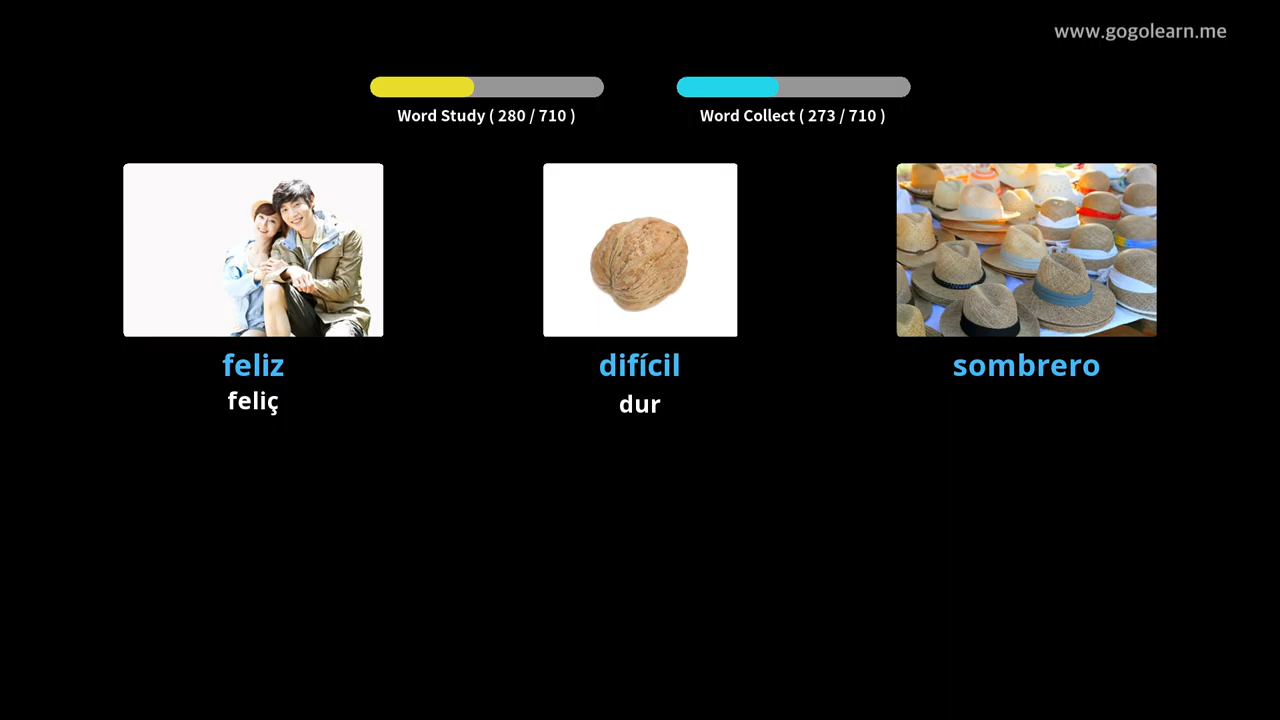 www.gogolearn.me
Word Study ( 280 / 710 )
Word Collect ( 273 / 710 )
feliz
feliç
difícil
dur
sombrero